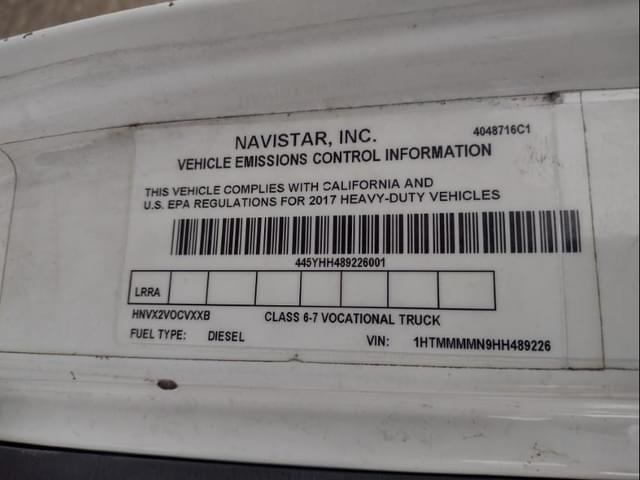 NAVISTAR, INC. 4048716C1
VEHICLE EMISSIONS CONTROL INFORMATION
THIS VEHICLE COMPLIES WITH CALIFORNIA AND
U.S. EPA REGULATIONS FOR 2017 HEAVY-DUTY VEHICLES
445YHH489226001
LRRA
HNVX2VOCVXXB CLASS 6-7 VOCATIONAL TRUCK
FUEL TYPE: DIESEL VIN: 1HTMMMMN9HH489226